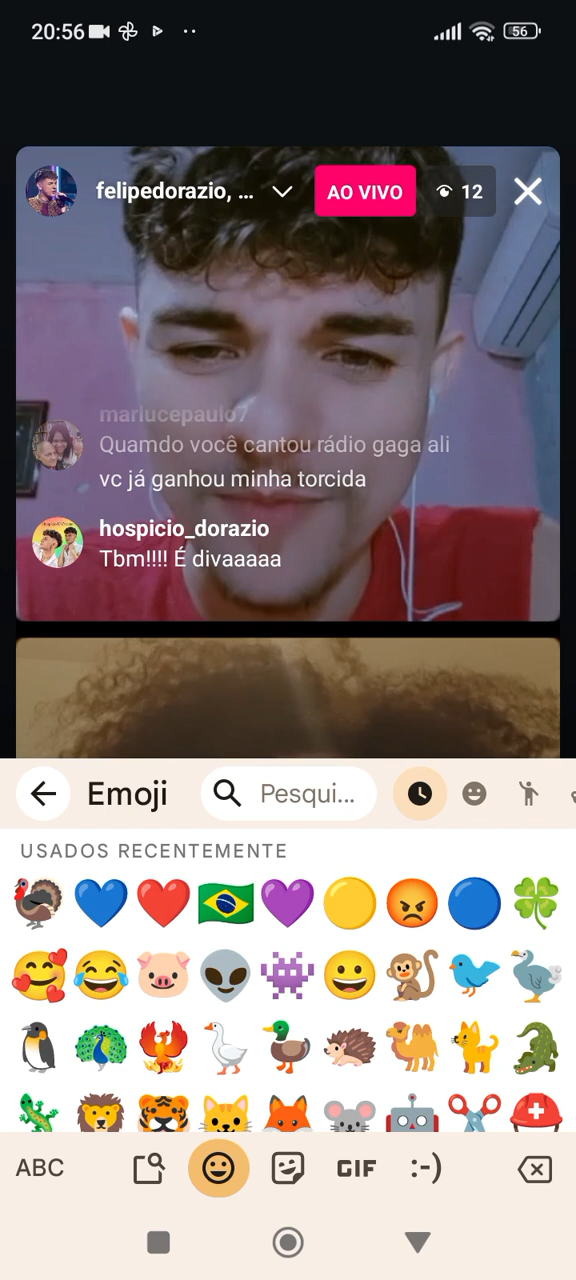 20:56
56
felipedorazio, ...
AO VIVO
12
marlucepaulo7
Quamdo você cantou rádio gaga ali
vc já ganhou minha torcida
hospicio_dorazio
Tbm!!!! É divaaaaa
Emoji
Pesqui...
USADOS RECENTEMENTE
ABC
GIF
:-)